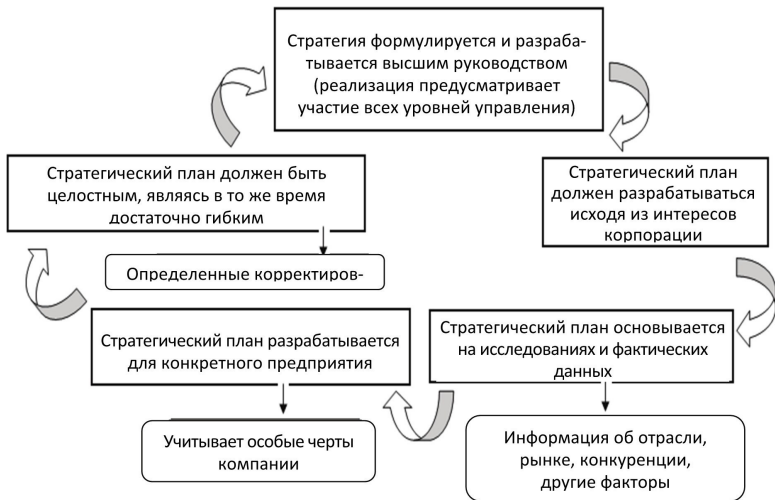 Стратегия формулируется и разраба-
тывается высшим руководством
(реализация предусматривает
участие всех уровней управления)
Стратегический план должен быть
целостным, являясь в то же время
достаточно гибким
Стратегический план
должен разрабатываться
исходя из интересов
корпорации
Определенные корректиров-
Стратегический план разрабатывается
для конкретного предприятия
Стратегический план основывается
на исследованиях и фактических
данных
Учитывает особые черты
компании
Информация об отрасли,
рынке, конкуренции,
другие факторы